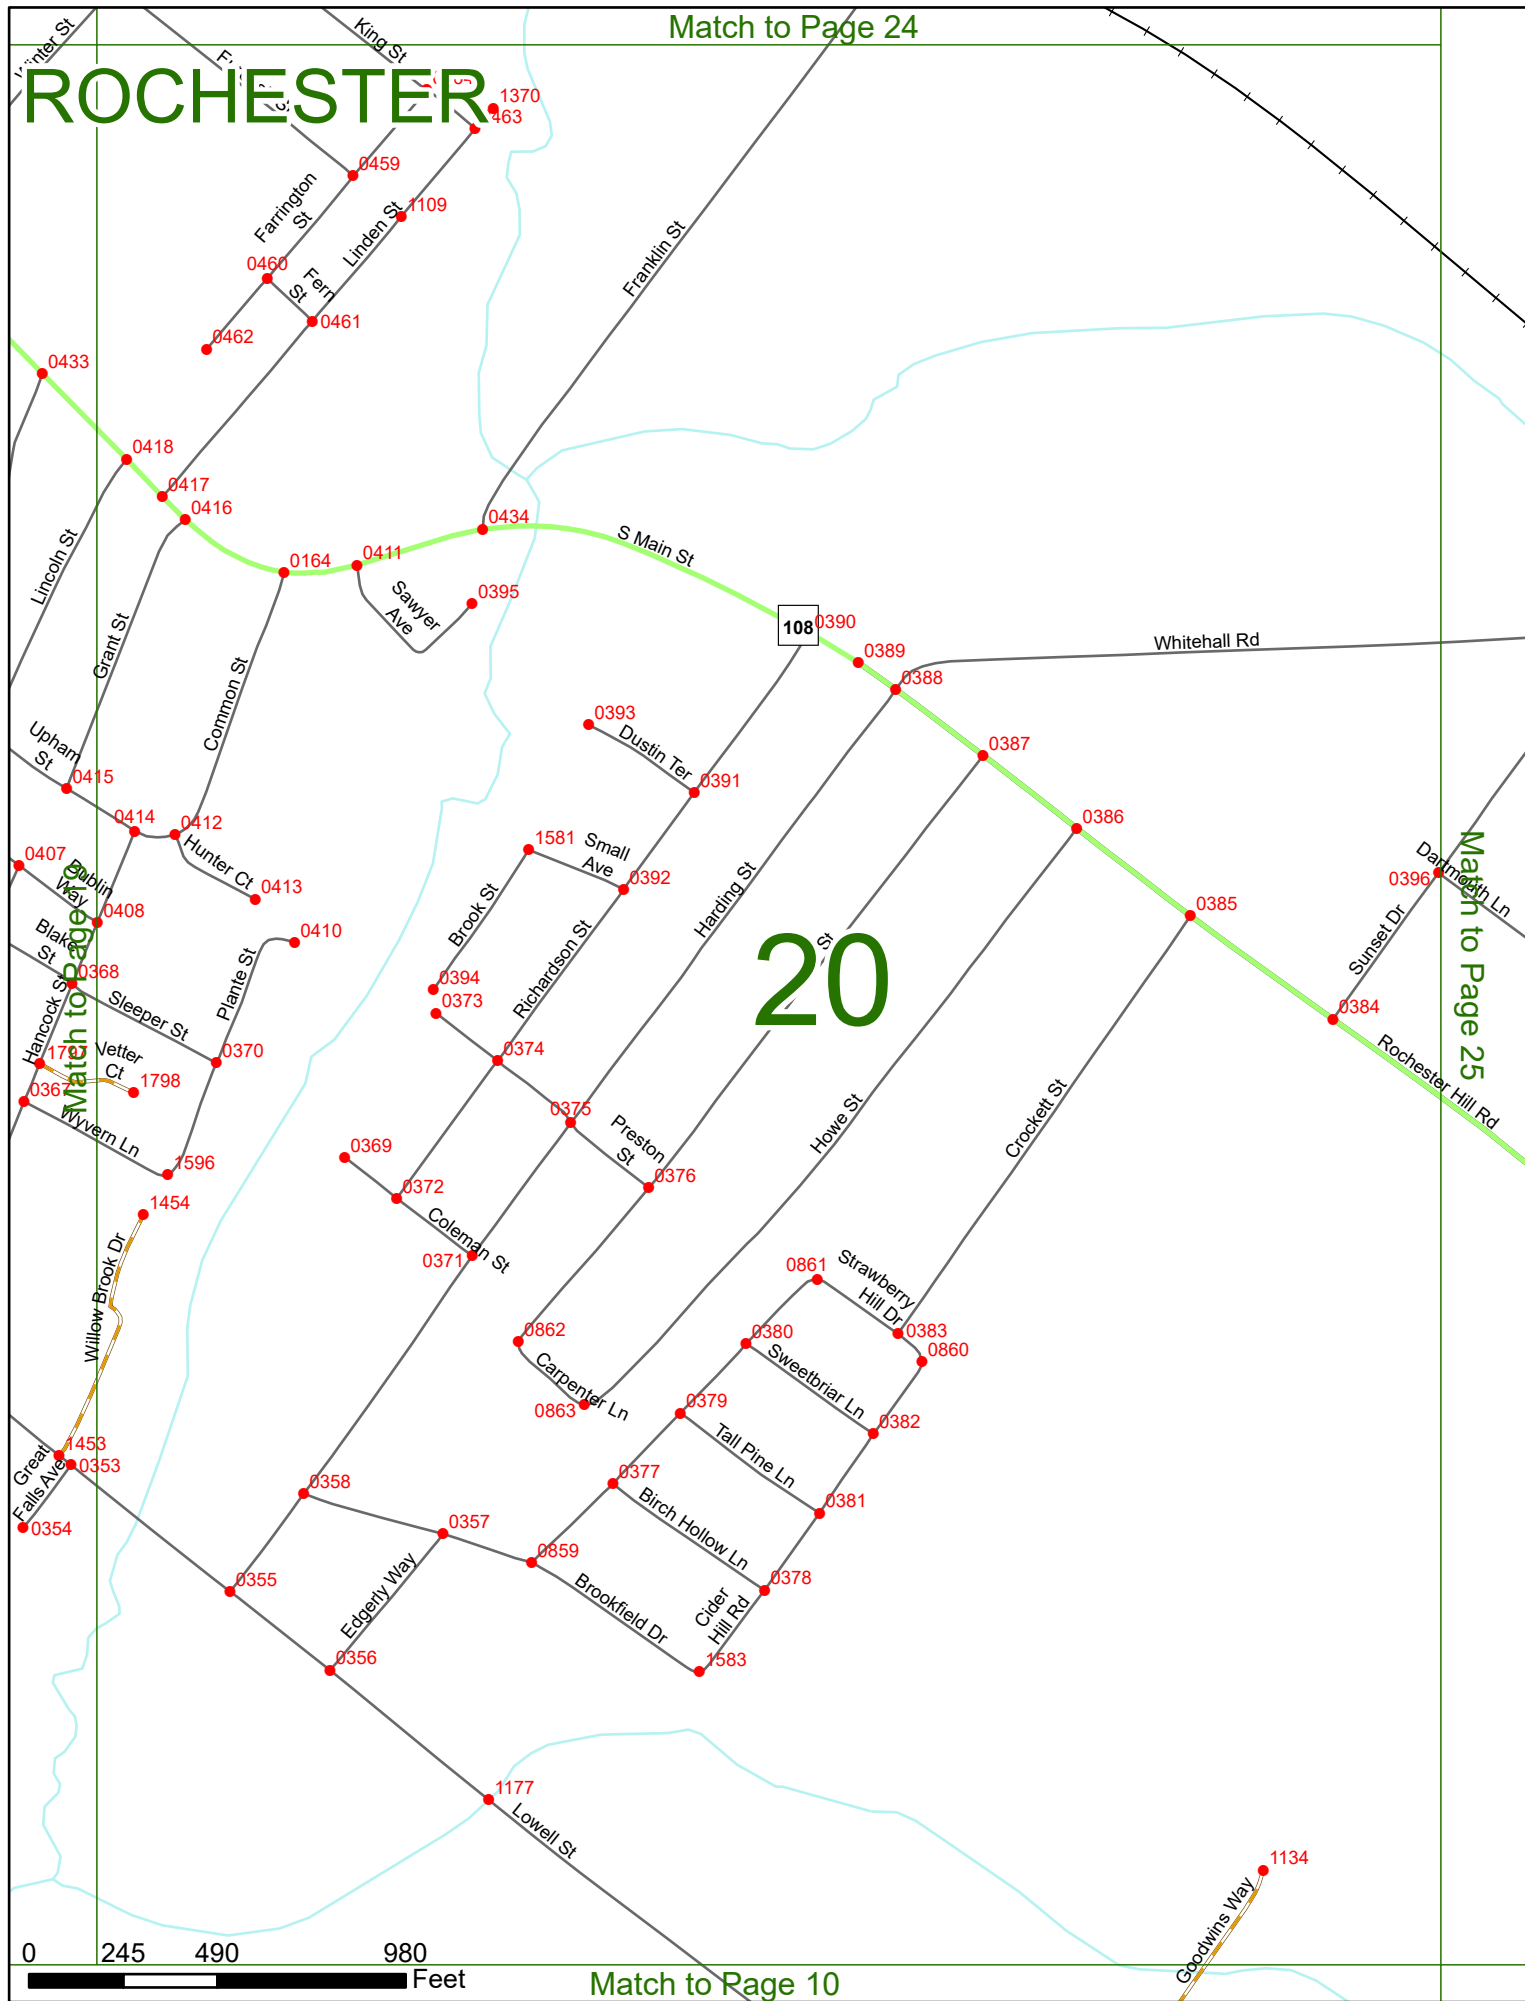 Match to Page 24
Winter St
King St
ROCHESTER
1370
463
0459
Farrington
St
1109
Linden St
Franklin St
0460
Fern
St
0461
0462
0433
0418
0417
0416
0434
S Main St
Lincoln St
0164
0411
Sawyer
Ave
0395
108
0390
0389
Whitehall Rd
0388
Grant St
Common St
0393
Dustin Ter
0387
Upham
St
0415
0391
0414
0412
0386
Hunter Ct
1581
Small
Ave
0407
Dublin
Way
0413
0392
Harding St
0396
Dartmouth Ln
Match to Page 25
0408
Brook St
0385
Blake
St
0410
Richardson St
St
20
Sunset Dr
0368
Plante St
0394
0373
Sleeper St
0384
Hancock St
Match to Page
1797
Vetter
Ct
0370
0374
Rochester Hill Rd
1798
0367
Wyvern Ln
0375
Preston
St
Howe St
Crockett St
1596
0369
0376
0372
1454
Coleman St
0371
Willow Brook Dr
0861
Strawberry
Hill Dr
0862
0380
0383
0860
Carpenter Ln
Sweetbriar Ln
0863
0379
0382
Great
Falls Ave
1453
0353
Tall Pine Ln
0358
0377
0381
0354
Birch Hollow Ln
0357
0859
0355
Edgerly Way
Brookfield Dr
Cider
Hill Rd
0378
0356
1583
1177
Lowell St
1134
Goodwins Way
0 245 490 980
Feet
Match to Page 10